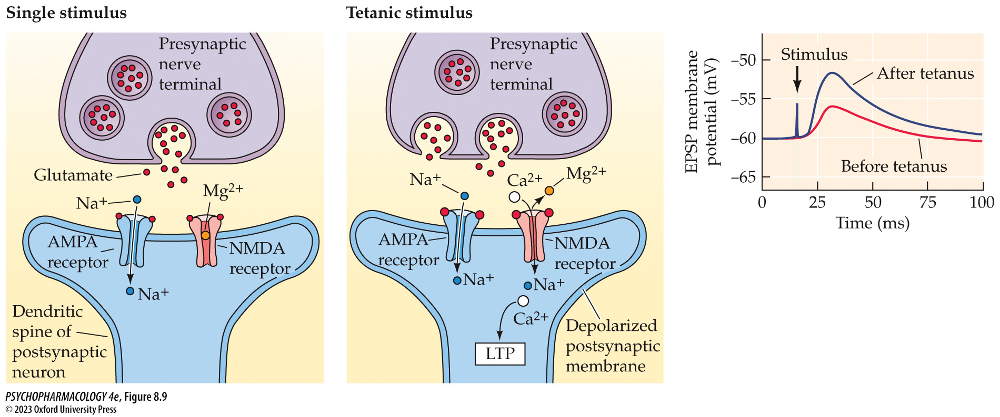 Single stimulus
Presynaptic
nerve
terminal
Glutamate
Mg2+
Na+
AMPA
receptor
NMDA
receptor
Na+
Dendritic
spine of
postsynaptic
neuron
Tetanic stimulus
Presynaptic
nerve
terminal
Na+
Ca2+
Mg2+
AMPA
receptor
NMDA
receptor
Na+
Na+
Ca2+
LTP
Depolarized
postsynaptic
membrane
EPSP membrane
potential (mV)
–50
–55
–60
–65
Stimulus
After tetanus
Before tetanus
0 25 50 75 100
Time (ms)
PSYCHOPHARMACOLOGY 4e, Figure 8.9
© 2023 Oxford University Press